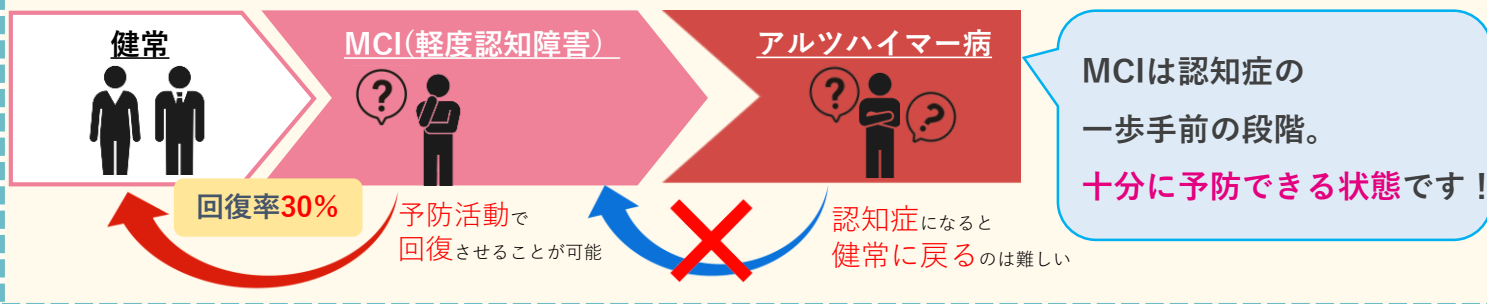 健常
MCI(軽度認知障害）
アルツハイマー病
?
?
?
MCIは認知症の
一歩手前の段階。
十分に予防できる状態です！
回復率30%
予防活動で
回復させることが可能
認知症になると
健常に戻るのは難しい